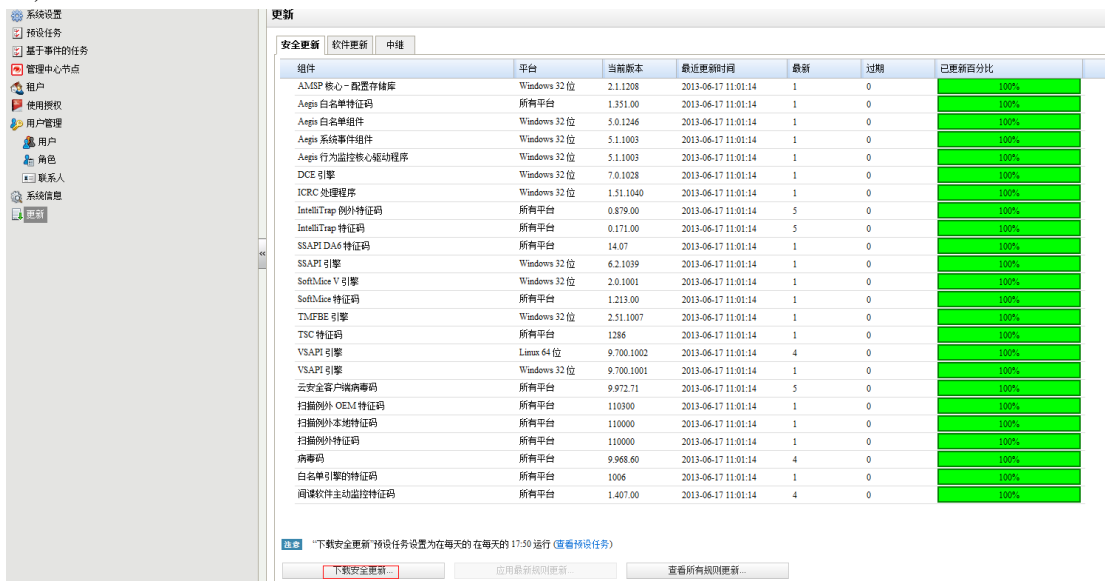 系统设置
预设任务
基于事件的任务
管理中心节点
租户
使用授权
用户管理
用户
角色
联系人
系统信息
更新
«
更新
安全更新 软件更新 中继
组件 平台 当前版本 最近更新时间 最新 过期 已更新百分比
AMSP 核心 - 配置存储库 Windows 32 位 2.1.1208 2013-06-17 11:01:14 1 0 100%
Aegis 白名单特征码 所有平台 1.351.00 2013-06-17 11:01:14 1 0 100%
Aegis 白名单组件 Windows 32 位 5.0.1246 2013-06-17 11:01:14 1 0 100%
Aegis 系统事件组件 Windows 32 位 5.1.1003 2013-06-17 11:01:14 1 0 100%
Aegis 行为监控核心驱动程序 Windows 32 位 5.1.1003 2013-06-17 11:01:14 1 0 100%
DCE 引擎 Windows 32 位 7.0.1028 2013-06-17 11:01:14 1 0 100%
ICRC 处理程序 Windows 32 位 1.51.1040 2013-06-17 11:01:14 1 0 100%
IntelliTrap 例外特征码 所有平台 0.879.00 2013-06-17 11:01:14 5 0 100%
IntelliTrap 特征码 所有平台 0.171.00 2013-06-17 11:01:14 5 0 100%
SSAPI DA6 特征码 所有平台 14.07 2013-06-17 11:01:14 1 0 100%
SSAPI 引擎 Windows 32 位 6.2.1039 2013-06-17 11:01:14 1 0 100%
SoftMice V 引擎 Windows 32 位 2.0.1001 2013-06-17 11:01:14 1 0 100%
SoftMice 特征码 所有平台 1.213.00 2013-06-17 11:01:14 1 0 100%
TMFBE 引擎 Windows 32 位 2.51.1007 2013-06-17 11:01:14 1 0 100%
TSC 特征码 所有平台 1286 2013-06-17 11:01:14 1 0 100%
VSAPI 引擎 Linux 64 位 9.700.1002 2013-06-17 11:01:14 4 0 100%
VSAPI 引擎 Windows 32 位 9.700.1001 2013-06-17 11:01:14 1 0 100%
云安全客户端病毒码 所有平台 9.972.71 2013-06-17 11:01:14 5 0 100%
扫描例外 OEM 特征码 所有平台 110300 2013-06-17 11:01:14 1 0 100%
扫描例外本地特征码 所有平台 110000 2013-06-17 11:01:14 1 0 100%
扫描例外特征码 所有平台 110000 2013-06-17 11:01:14 1 0 100%
病毒码 所有平台 9.968.60 2013-06-17 11:01:14 4 0 100%
白名单引擎的特征码 所有平台 1006 2013-06-17 11:01:14 1 0 100%
间谍软件主动监控特征码 所有平台 1.407.00 2013-06-17 11:01:14 4 0 100%
注意 “下载安全更新”预设任务设置为在每天的 在每天的 17:50 运行 (查看预设任务)
下载安全更新... 应用最新规则更新... 查看所有规则更新...